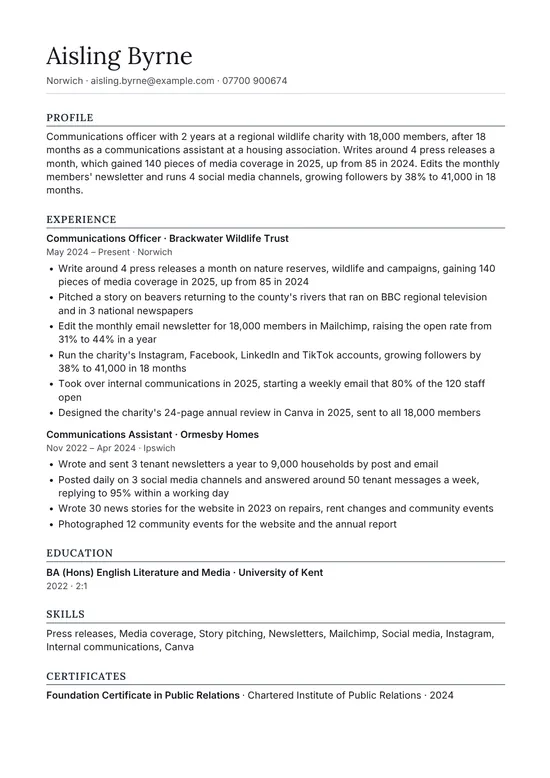 Aisling Byrne
Norwich · aisling.byrne@example.com · 07700 900674
PROFILE
Communications officer with 2 years at a regional wildlife charity with 18,000 members, after 18
months as a communications assistant at a housing association. Writes around 4 press releases a
month, which gained 140 pieces of media coverage in 2025, up from 85 in 2024. Edits the monthly
members' newsletter and runs 4 social media channels, growing followers by 38% to 41,000 in 18
months.
EXPERIENCE
Communications Officer · Brackwater Wildlife Trust
May 2024 – Present · Norwich
• Write around 4 press releases a month on nature reserves, wildlife and campaigns, gaining 140
pieces of media coverage in 2025, up from 85 in 2024
• Pitched a story on beavers returning to the county's rivers that ran on BBC regional television
and in 3 national newspapers
• Edit the monthly email newsletter for 18,000 members in Mailchimp, raising the open rate from
31% to 44% in a year
• Run the charity's Instagram, Facebook, LinkedIn and TikTok accounts, growing followers by
38% to 41,000 in 18 months
• Took over internal communications in 2025, starting a weekly email that 80% of the 120 staff
open
• Designed the charity's 24-page annual review in Canva in 2025, sent to all 18,000 members
Communications Assistant · Ormesby Homes
Nov 2022 – Apr 2024 · Ipswich
• Wrote and sent 3 tenant newsletters a year to 9,000 households by post and email
• Posted daily on 3 social media channels and answered around 50 tenant messages a week,
replying to 95% within a working day
• Wrote 30 news stories for the website in 2023 on repairs, rent changes and community events
• Photographed 12 community events for the website and the annual report
EDUCATION
BA (Hons) English Literature and Media · University of Kent
2022 · 2:1
SKILLS
Press releases, Media coverage, Story pitching, Newsletters, Mailchimp, Social media, Instagram,
Internal communications, Canva
CERTIFICATES
Foundation Certificate in Public Relations · Chartered Institute of Public Relations · 2024